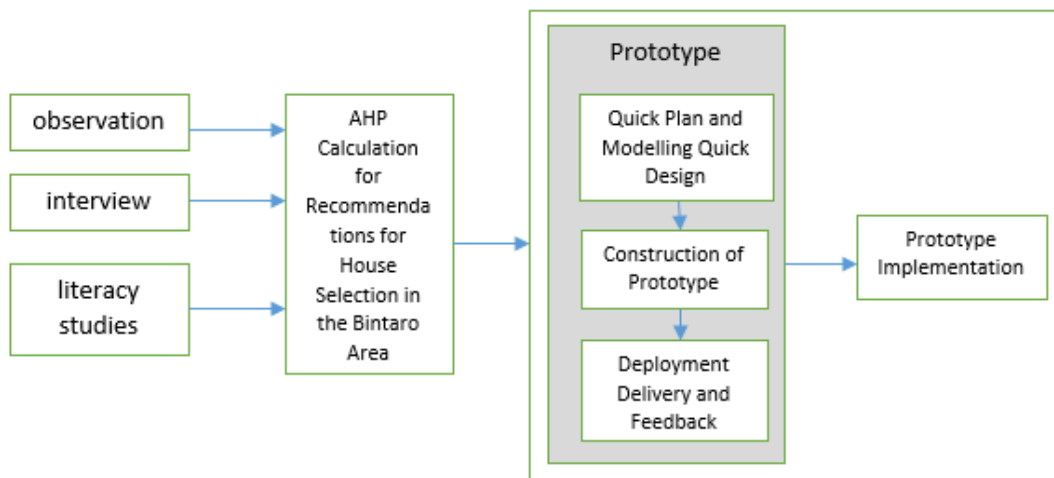 observation
interview
literacy
studies
AHP
Calculation
for
Recommenda
tions for
House
Selection in
the Bintaro
Area
Prototype
Quick Plan and
Modelling Quick
Design
Construction of
Prototype
Deployment
Delivery and
Feedback
Prototype
Implementation